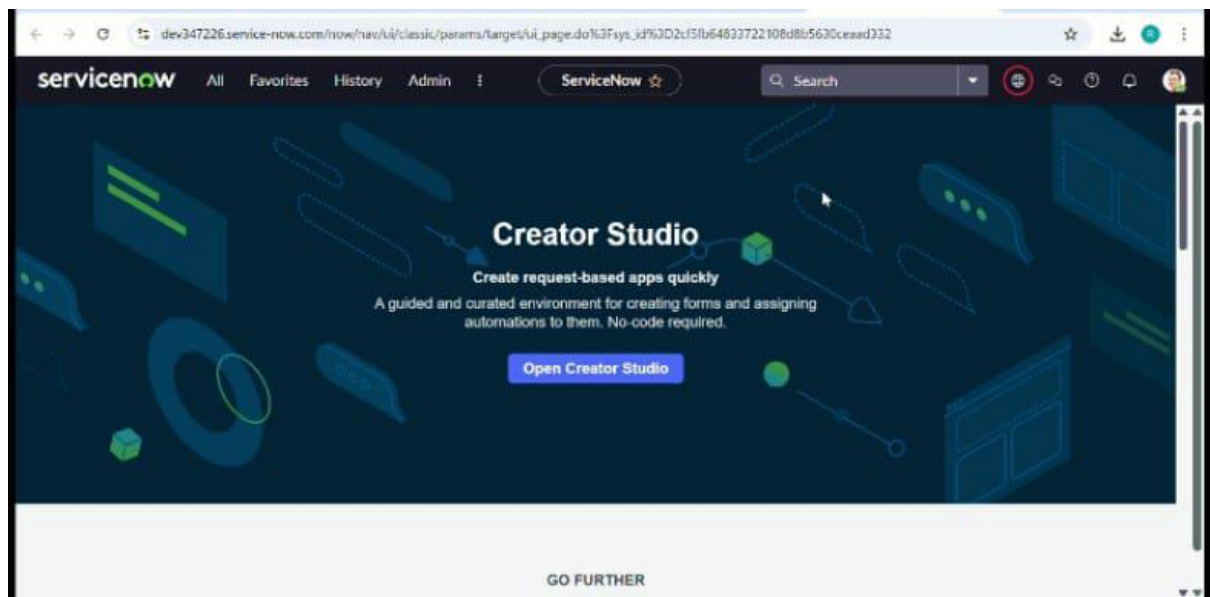 dev347226.service-now.com/now/nav/ui/classic/params/target/ui_page.do%3Fsys_id%3D2cf5fb64833722108d8b5630ceaad332
R
servicenow All Favorites History Admin ServiceNow Search
Creator Studio
Create request-based apps quickly
A guided and curated environment for creating forms and assigning
automations to them. No-code required.
Open Creator Studio
GO FURTHER